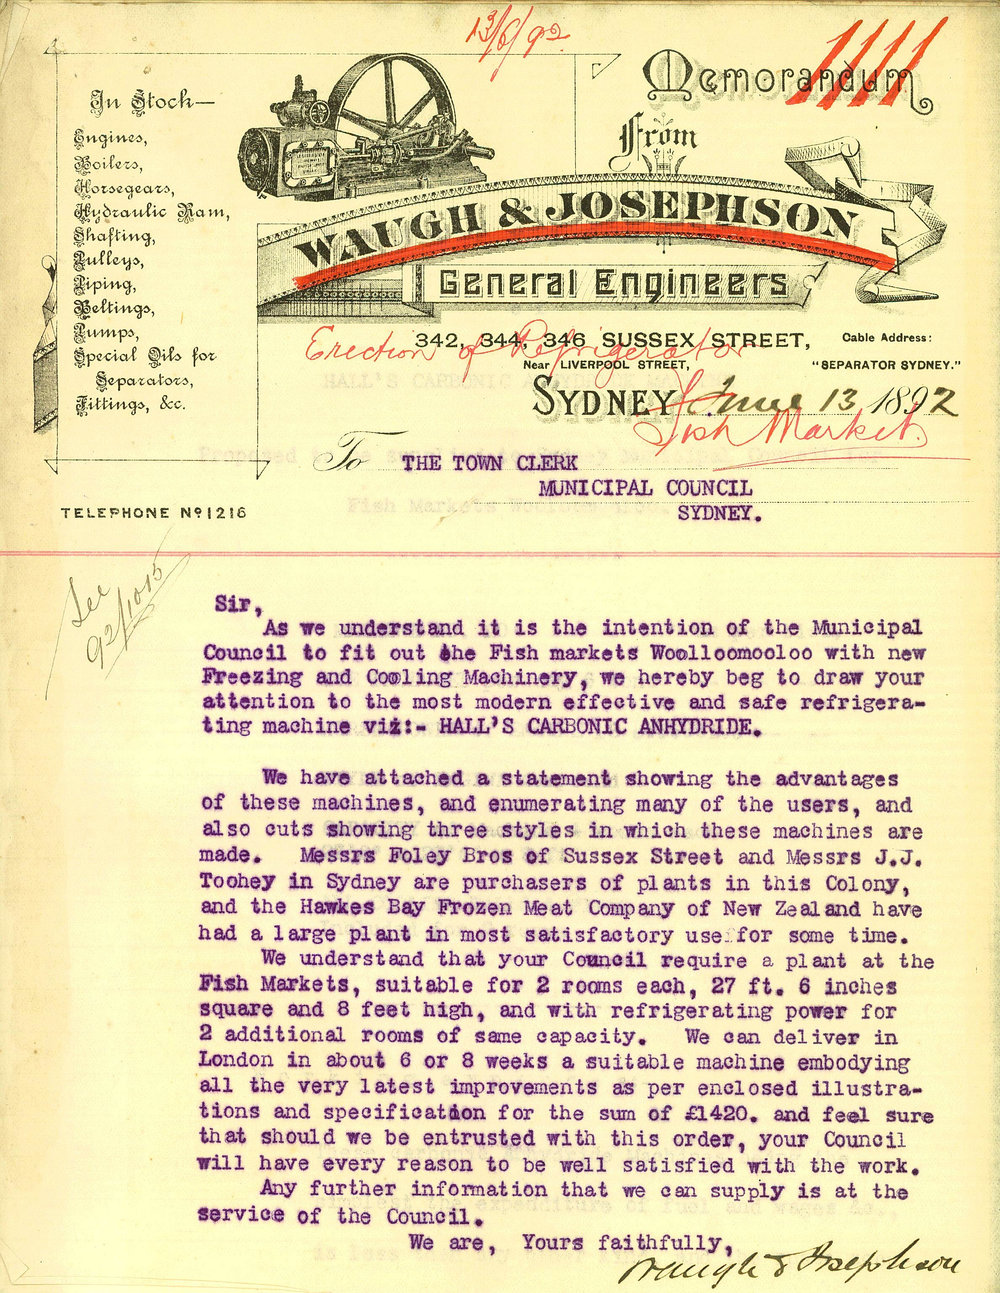 13/6/92
1111
Memorandum
From
In Stock—
Engines,
Boilers,
Horsegears,
Hydraulic Ram,
Shafting,
Pulleys,
Piping,
Beltings,
Pumps,
Special Oils for
Separators,
Fittings, &c.
WAUGH & JOSEPHSON
General Engineers
342, 344, 346 SUSSEX STREET,
Near LIVERPOOL STREET,
Cable Address:
"SEPARATOR SYDNEY."
Erection of Refrigerator
Fish Market.
SYDNEY June 13 1892
To THE TOWN CLERK
MUNICIPAL COUNCIL
SYDNEY.
TELEPHONE Nº 1216
See
92/1015
Sir,
As we understand it is the intention of the Municipal
Council to fit out the Fish markets Woolloomooloo with new
Freezing and Cooling Machinery, we hereby beg to draw your
attention to the most modern effective and safe refrigera-
ting machine viz:- HALL'S CARBONIC ANHYDRIDE.
We have attached a statement showing the advantages
of these machines, and enumerating many of the users, and
also cuts showing three styles in which these machines are
made. Messrs Foley Bros of Sussex Street and Messrs J.J.
Toohey in Sydney are purchasers of plants in this Colony,
and the Hawkes Bay Frozen Meat Company of New Zealand have
had a large plant in most satisfactory use for some time.
We understand that your Council require a plant at the
Fish Markets, suitable for 2 rooms each, 27 ft. 6 inches
square and 8 feet high, and with refrigerating power for
2 additional rooms of same capacity. We can deliver in
London in about 6 or 8 weeks a suitable machine embodying
all the very latest improvements as per enclosed illustra-
tions and specification for the sum of £1420. and feel sure
that should we be entrusted with this order, your Council
will have every reason to be well satisfied with the work.
Any further information that we can supply is at the
service of the Council.
We are, Yours faithfully,
Waugh & Josephson